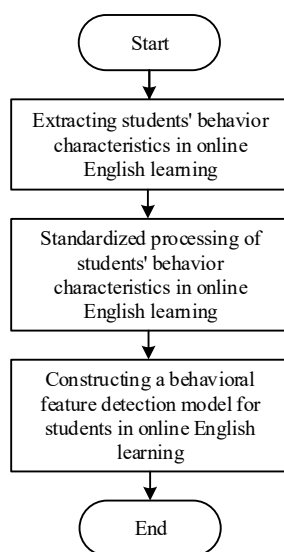 Start
Extracting students' behavior
characteristics in online
English learning
Standardized processing of
students' behavior
characteristics in online
English learning
Constructing a behavioral
feature detection model for
students in online English
learning
End